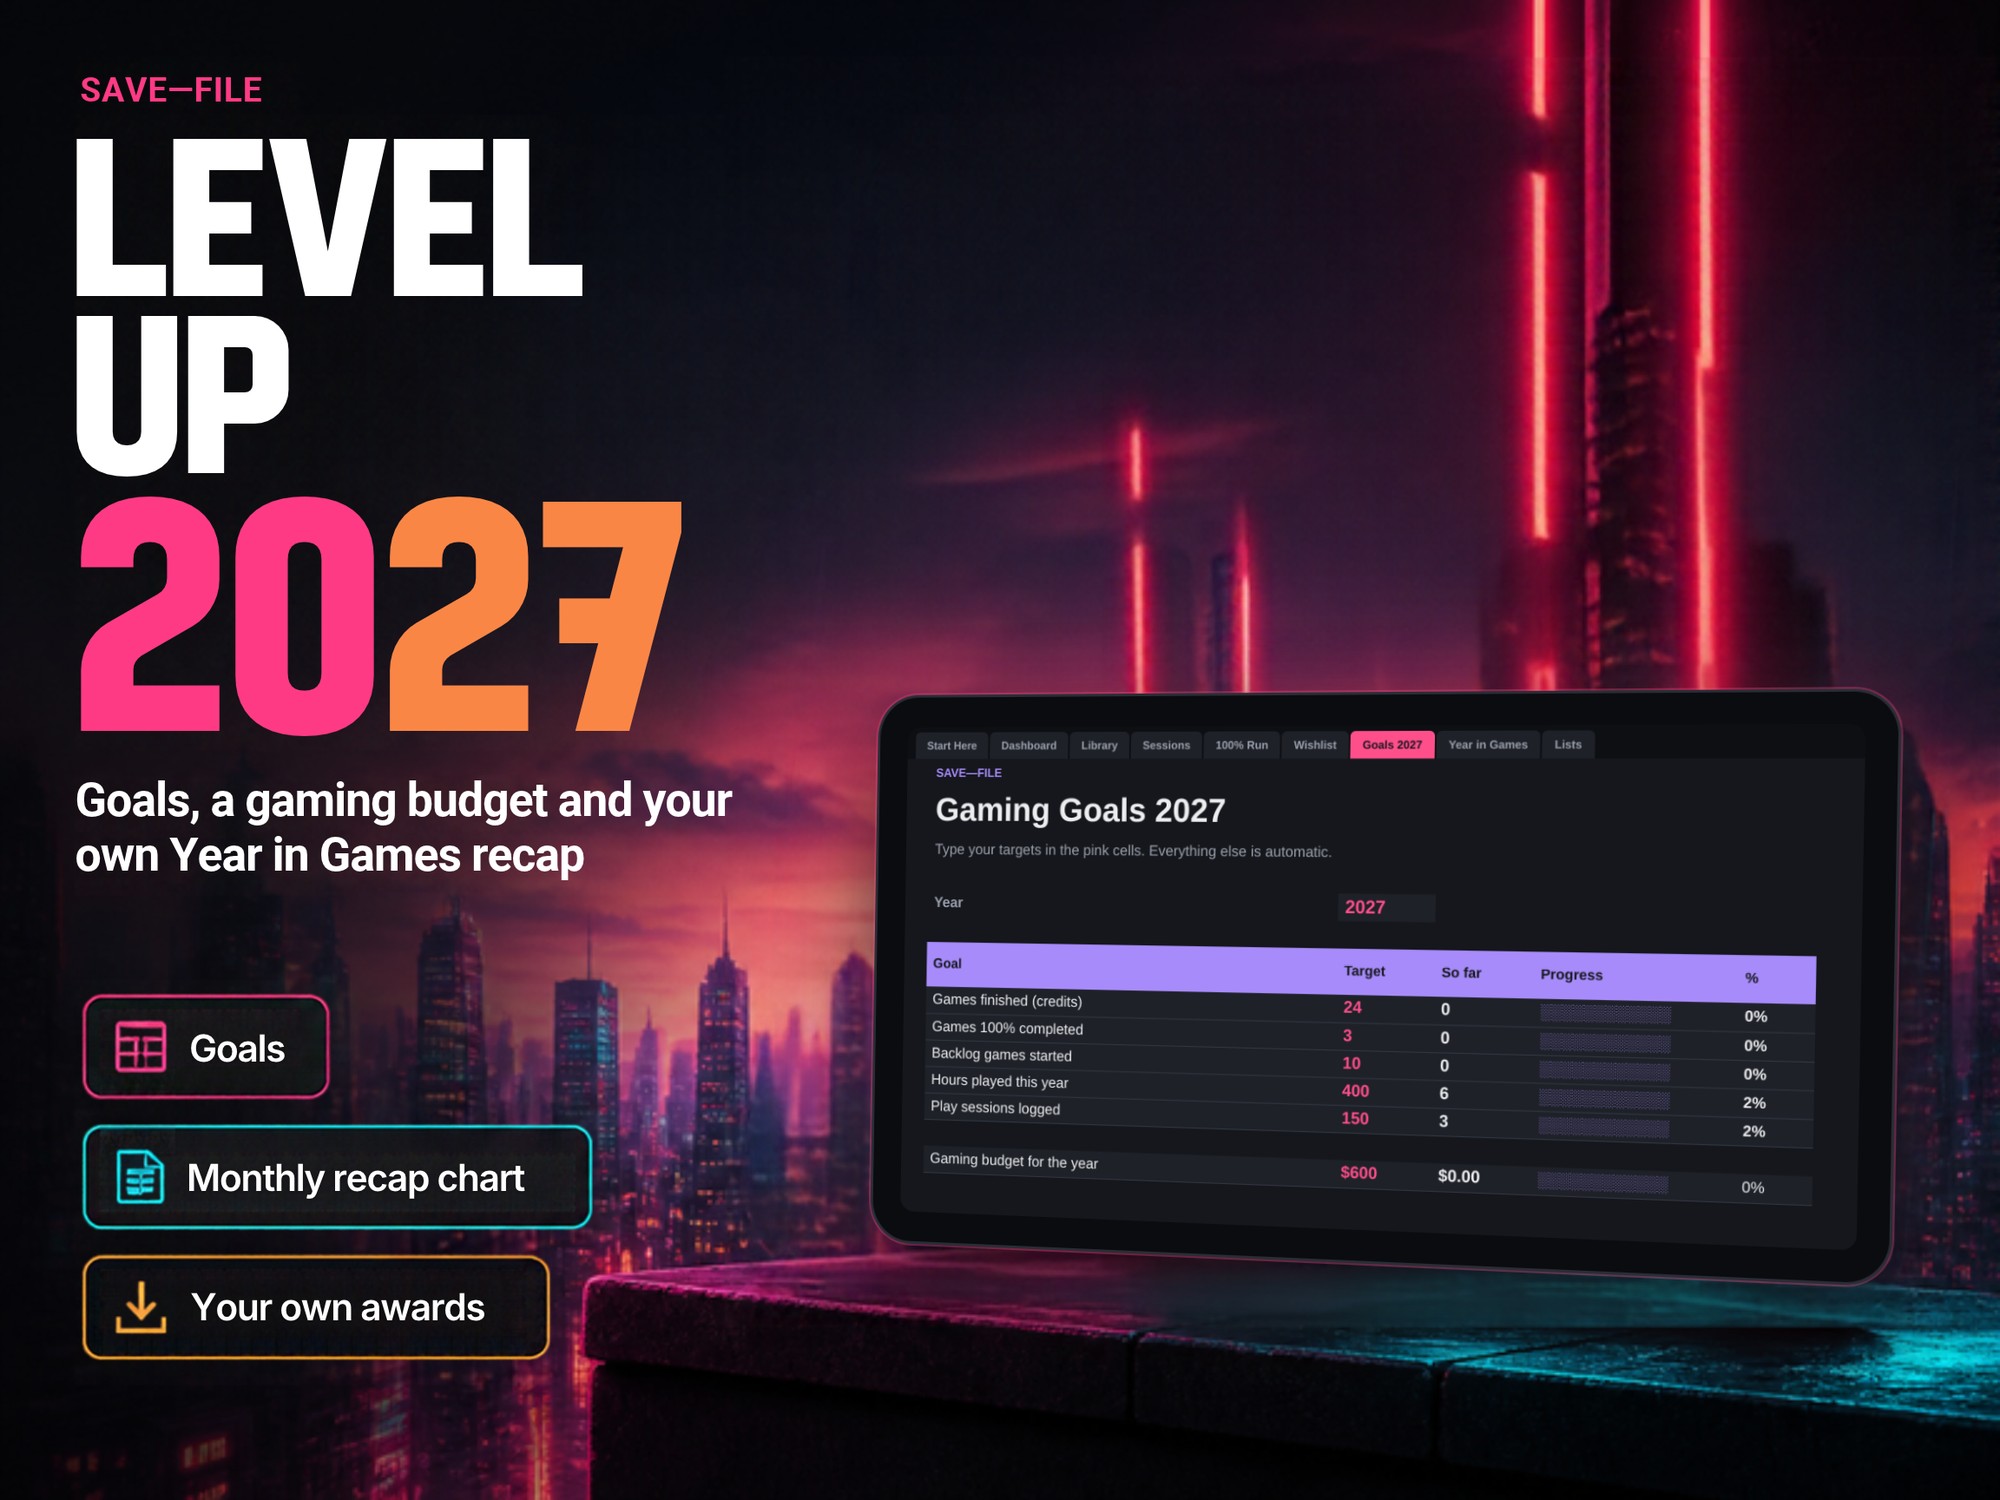 SAVE—FILE
LEVEL
UP
2027
Goals, a gaming budget and your
own Year in Games recap
Goals
Monthly recap chart
Your own awards
Start Here Dashboard Library Sessions 100% Run Wishlist Goals 2027 Year in Games Lists
SAVE—FILE
Gaming Goals 2027
Type your targets in the pink cells. Everything else is automatic.
Year 2027
Goal Target So far Progress %
Games finished (credits) 24 0 0%
Games 100% completed 3 0 0%
Backlog games started 10 0 0%
Hours played this year 400 6 2%
Play sessions logged 150 3 2%
Gaming budget for the year $600 $0.00 0%